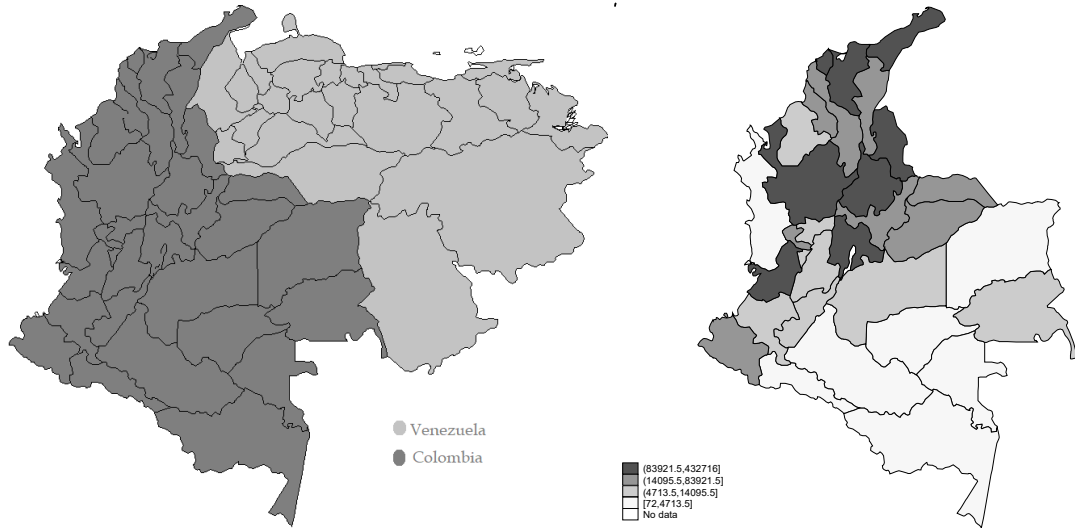 Venezuela
Colombia
(83921.5,432716]
(14095.5,83921.5]
(4713.5,14095.5]
[72,4713.5]
No data